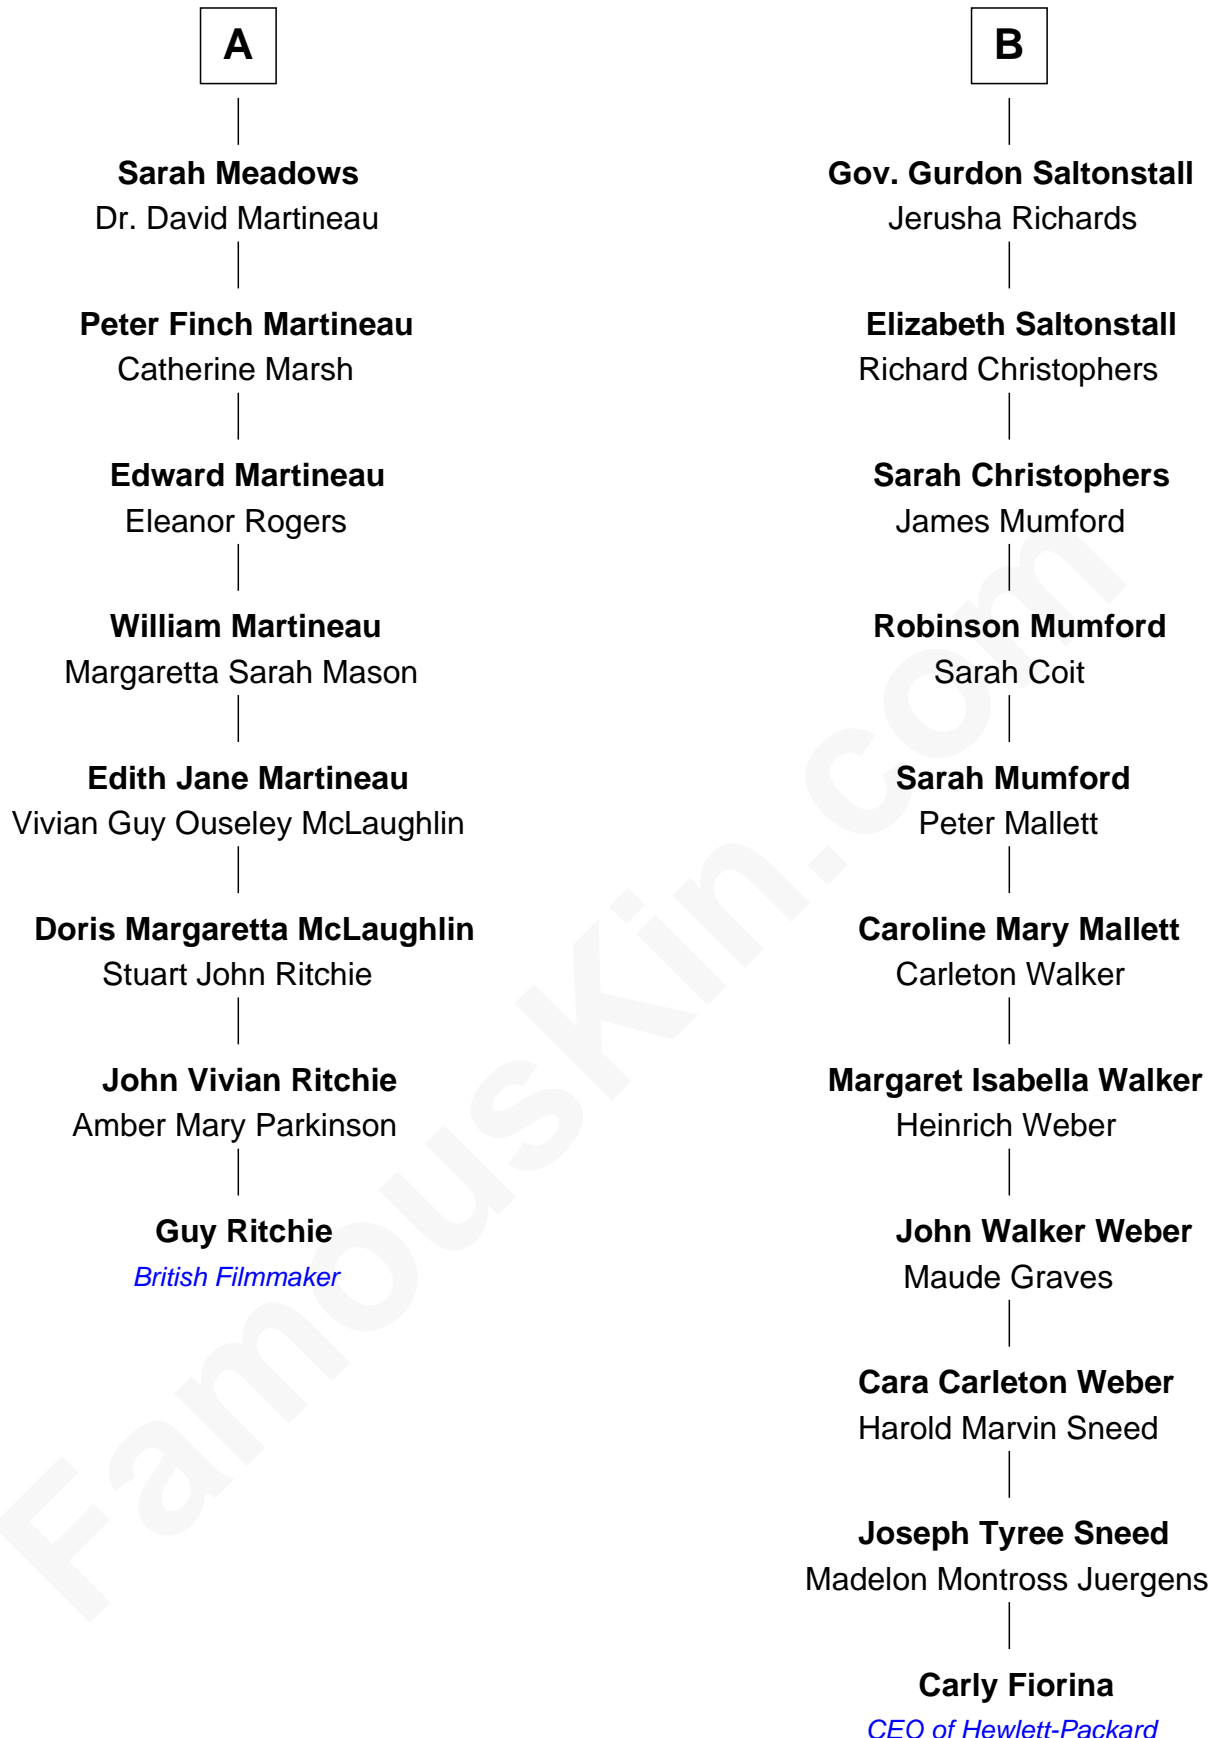 A
Sarah Meadows
Dr. David Martineau
Peter Finch Martineau
Catherine Marsh
Edward Martineau
Eleanor Rogers
William Martineau
Margaretta Sarah Mason
Edith Jane Martineau
Vivian Guy Ouseley McLaughlin
Doris Margaretta McLaughlin
Stuart John Ritchie
John Vivian Ritchie
Amber Mary Parkinson
Guy Ritchie
British Filmmaker
B
Gov. Gurdon Saltonstall
Jerusha Richards
Elizabeth Saltonstall
Richard Christophers
Sarah Christophers
James Mumford
Robinson Mumford
Sarah Coit
Sarah Mumford
Peter Mallett
Caroline Mary Mallett
Carleton Walker
Margaret Isabella Walker
Heinrich Weber
John Walker Weber
Maude Graves
Cara Carleton Weber
Harold Marvin Sneed
Joseph Tyree Sneed
Madelon Montross Juergens
Carly Fiorina
CEO of Hewlett-Packard
FamousKin.com